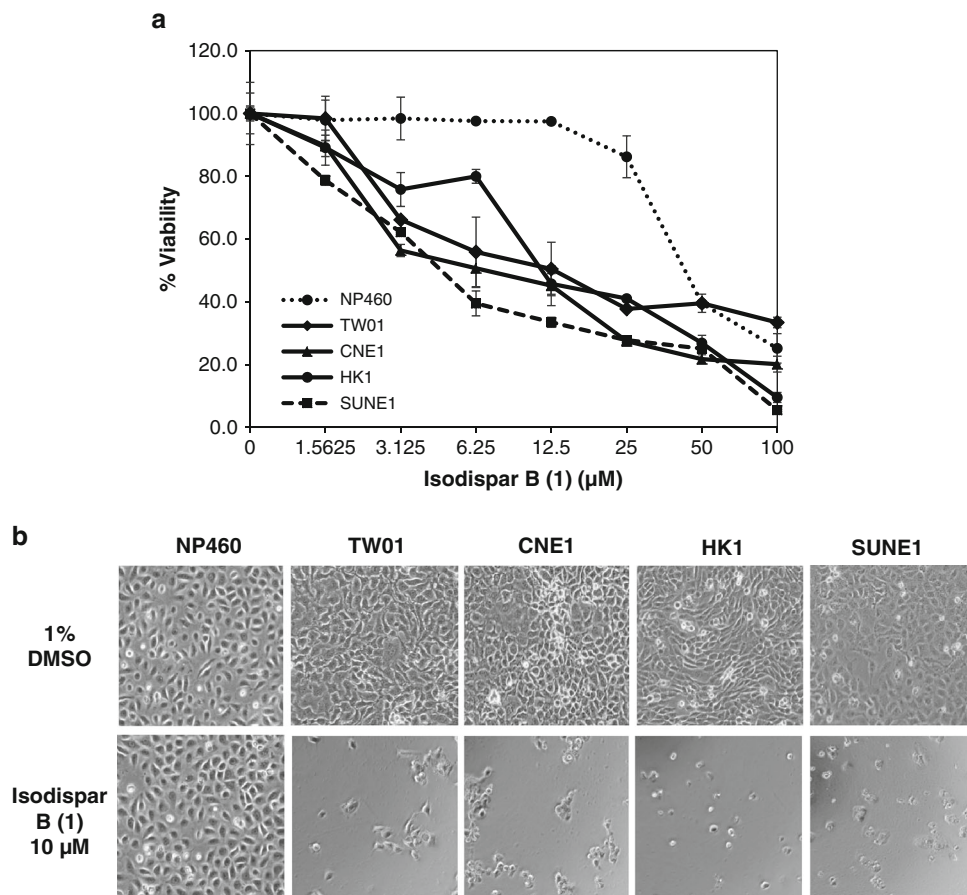 a
120.0
100.0
80.0
60.0
40.0
20.0
0.0
% Viability
NP460
TW01
CNE1
HK1
SUNE1
0 1.5625 3.125 6.25 12.5 25 50 100
Isodispar B (1) (µM)
b
NP460 TW01 CNE1 HK1 SUNE1
1%
DMSO
Isodispar
B (1)
10 µM